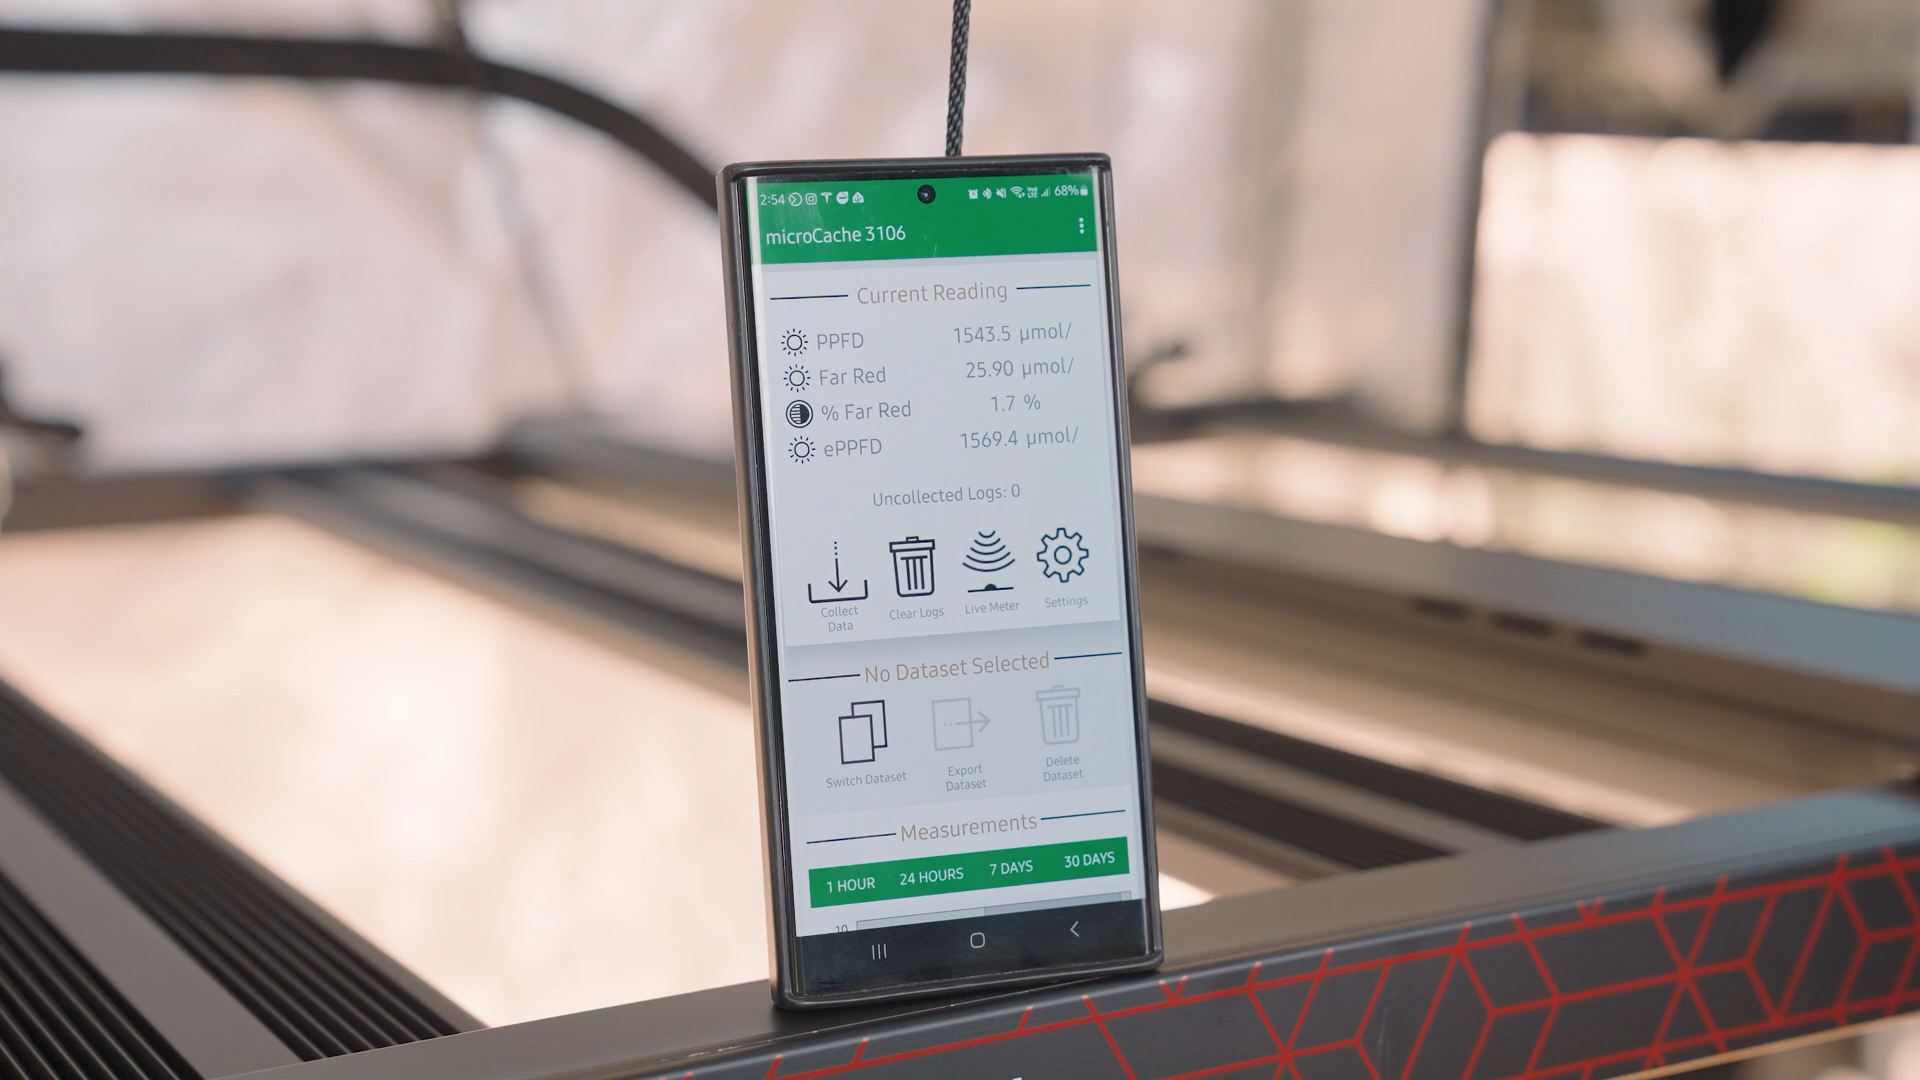 2:54 68%
microCache 3106
Current Reading
PPFD 1543.5 µmol/
Far Red 25.90 µmol/
% Far Red 1.7 %
ePPFD 1569.4 µmol/
Uncollected Logs: 0
Collect
Data
Clear Logs
Live Meter
Settings
No Dataset Selected
Switch Dataset
Export
Dataset
Delete
Dataset
Measurements
1 HOUR 24 HOURS 7 DAYS 30 DAYS
10